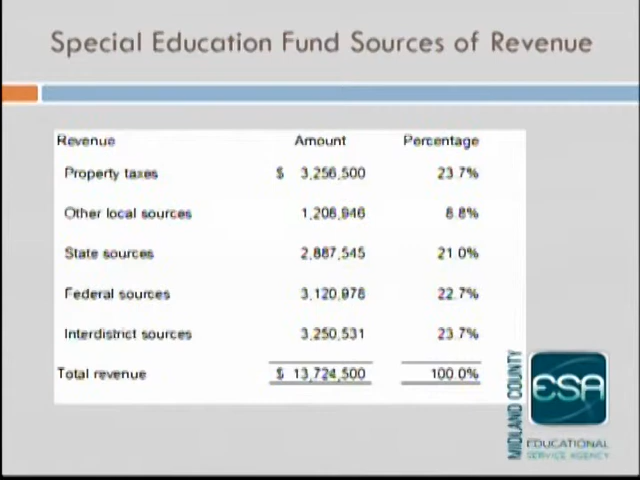 Special Education Fund Sources of Revenue
Revenue Amount Percentage
Property taxes $ 3,256,500 23.7%
Other local sources 1,208,946 8.8%
State sources 2,887,545 21.0%
Federal sources 3,120,978 22.7%
Interdistrict sources 3,250,531 23.7%
Total revenue $ 13,724,500 100.0%
MIDLAND COUNTY
ESA
EDUCATIONAL
SERVICE AGENCY